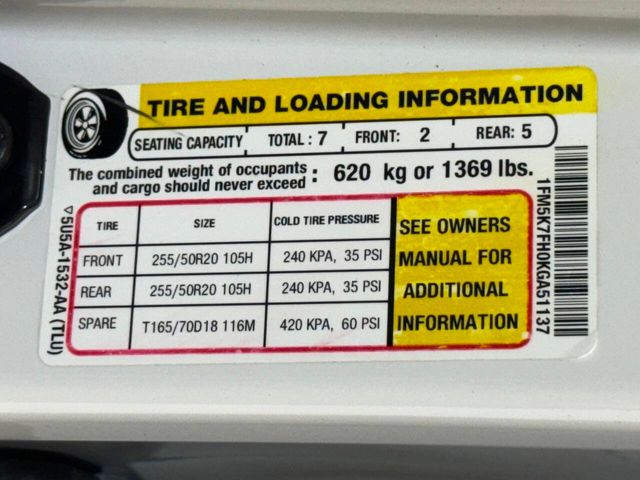 TIRE AND LOADING INFORMATION
SEATING CAPACITY TOTAL : 7 FRONT: 2 REAR: 5
The combined weight of occupants
and cargo should never exceed : 620 kg or 1369 lbs.
TIRE SIZE COLD TIRE PRESSURE
FRONT 255/50R20 105H 240 KPA, 35 PSI
REAR 255/50R20 105H 240 KPA, 35 PSI
SPARE T165/70D18 116M 420 KPA, 60 PSI
SEE OWNERS
MANUAL FOR
ADDITIONAL
INFORMATION
▽5U5A-1532-AA (TLU)
1FM5K7FH0KGA51137